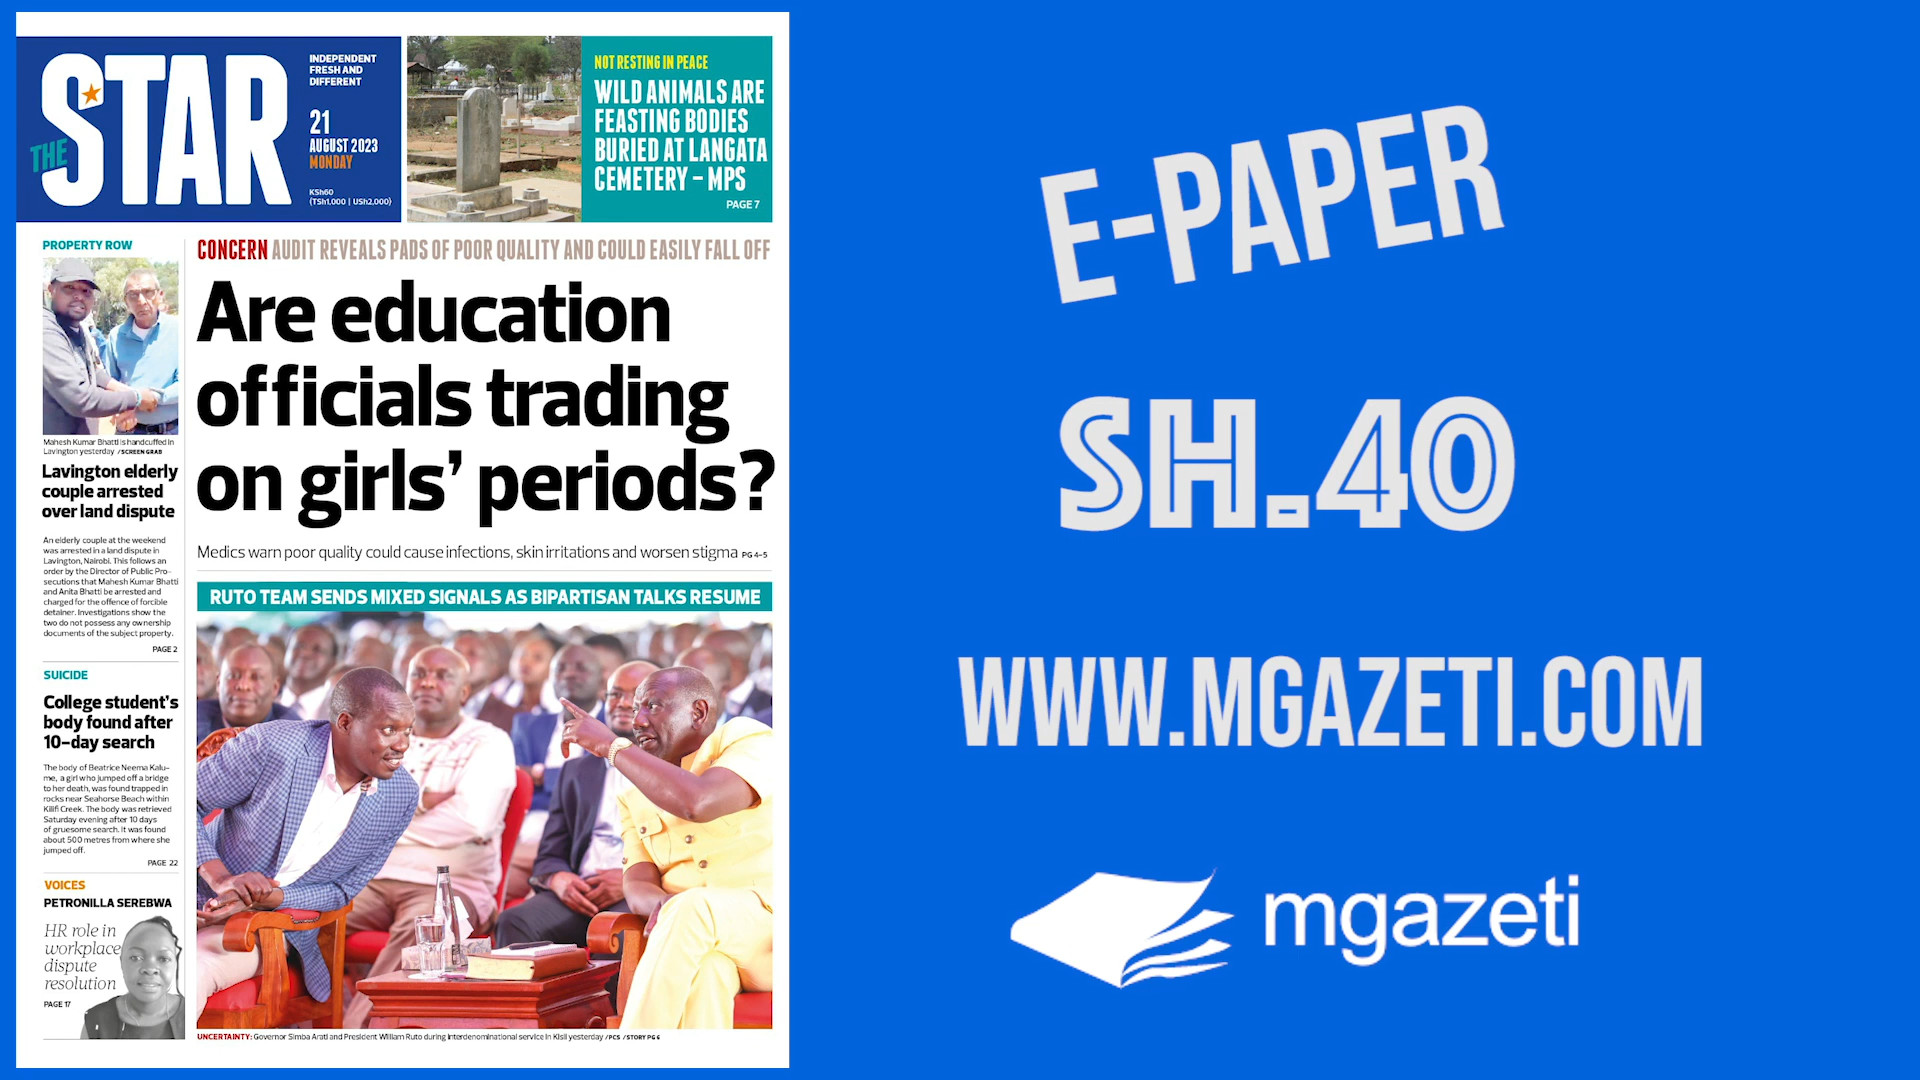 THE STAR
INDEPENDENT
FRESH AND
DIFFERENT
21
AUGUST 2023
MONDAY
KSh60
(TSh1,000 | USh2,000)
NOT RESTING IN PEACE
WILD ANIMALS ARE
FEASTING BODIES
BURIED AT LANGATA
CEMETERY – MPS
PAGE 7
PROPERTY ROW
Mahesh Kumar Bhatti is handcuffed in
Lavington yesterday /SCREEN GRAB
Lavington elderly
couple arrested
over land dispute
An elderly couple at the weekend
was arrested in a land dispute in
Lavington, Nairobi. This follows an
order by the Director of Public Pro-
secutions that Mahesh Kumar Bhatti
and Anita Bhatti be arrested and
charged for the offence of forcible
detainer. Investigations show the
two do not possess any ownership
documents of the subject property.
PAGE 2
SUICIDE
College student's
body found after
10-day search
The body of Beatrice Neema Kalu-
me, a girl who jumped off a bridge
to her death, was found trapped in
rocks near Seahorse Beach within
Kilifi Creek. The body was retrieved
Saturday evening after 10 days
of gruesome search. It was found
about 500 metres from where she
jumped off.
PAGE 22
VOICES
PETRONILLA SEREBWA
HR role in
workplace
dispute
resolution
PAGE 17
CONCERN AUDIT REVEALS PADS OF POOR QUALITY AND COULD EASILY FALL OFF
Are education
officials trading
on girls' periods?
Medics warn poor quality could cause infections, skin irritations and worsen stigma PG 4-5
RUTO TEAM SENDS MIXED SIGNALS AS BIPARTISAN TALKS RESUME
UNCERTAINTY: Governor Simba Arati and President William Ruto during interdenominational service in Kisii yesterday /PCS /STORY PG 6
E-PAPER
SH.40
WWW.MGAZETI.COM
mgazeti